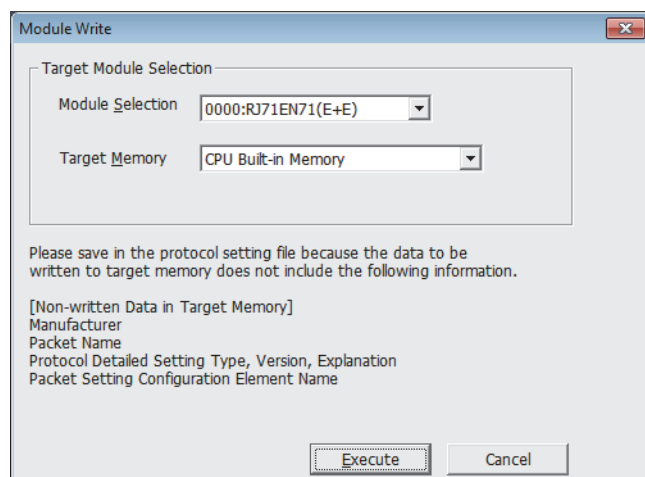 Module Write
Target Module Selection
Module Selection
0000:RJ71EN71(E+E)
Target Memory
CPU Built-in Memory
Please save in the protocol setting file because the data to be
written to target memory does not include the following information.
[Non-written Data in Target Memory]
Manufacturer
Packet Name
Protocol Detailed Setting Type, Version, Explanation
Packet Setting Configuration Element Name
Execute
Cancel